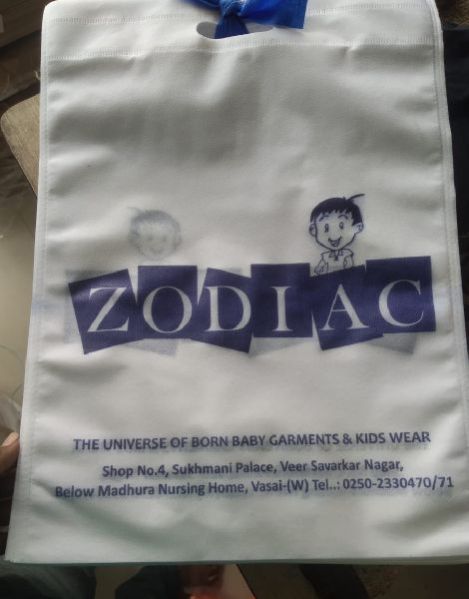 ZODIAC
THE UNIVERSE OF BORN BABY GARMENTS & KIDS WEAR
Shop No.4, Sukhmani Palace, Veer Savarkar Nagar,
Below Madhura Nursing Home, Vasai-(W) Tel..: 0250-2330470/71